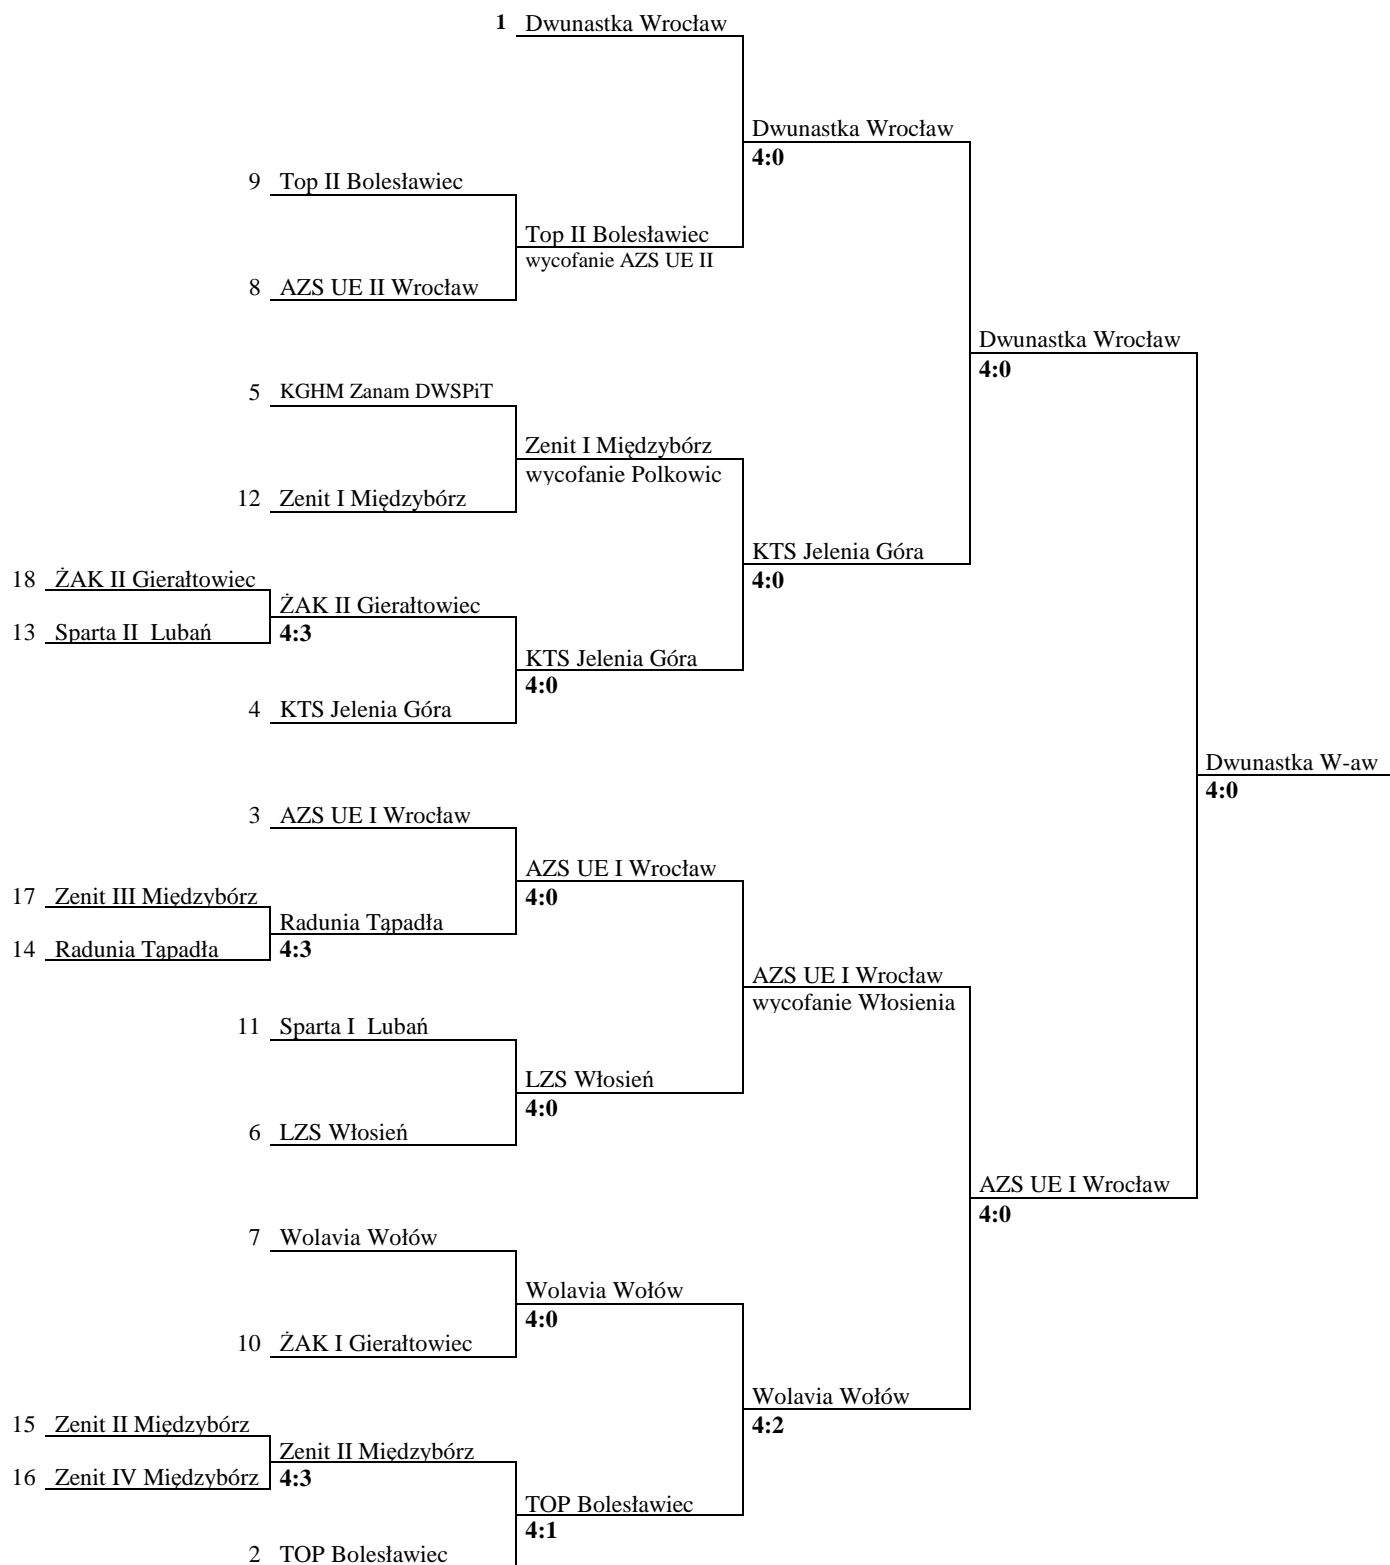 1 Dwunastka Wrocław
Dwunastka Wrocław
4:0
9 Top II Bolesławiec
Top II Bolesławiec
wycofanie AZS UE II
8 AZS UE II Wrocław
Dwunastka Wrocław
4:0
5 KGHM Zanam DWSPiT
Zenit I Międzybórz
wycofanie Polkowic
12 Zenit I Międzybórz
KTS Jelenia Góra
4:0
18 ŻAK II Gierałtowiec
ŻAK II Gierałtowiec
4:3
13 Sparta II Lubań
KTS Jelenia Góra
4:0
4 KTS Jelenia Góra
Dwunastka W-aw
4:0
3 AZS UE I Wrocław
AZS UE I Wrocław
4:0
17 Zenit III Międzybórz
Radunia Tąpadła
4:3
14 Radunia Tąpadła
AZS UE I Wrocław
wycofanie Włosienia
11 Sparta I Lubań
LZS Włosień
4:0
6 LZS Włosień
AZS UE I Wrocław
4:0
7 Wolavia Wołów
Wolavia Wołów
4:0
10 ŻAK I Gierałtowiec
Wolavia Wołów
4:2
15 Zenit II Międzybórz
Zenit II Międzybórz
4:3
16 Zenit IV Międzybórz
TOP Bolesławiec
4:1
2 TOP Bolesławiec